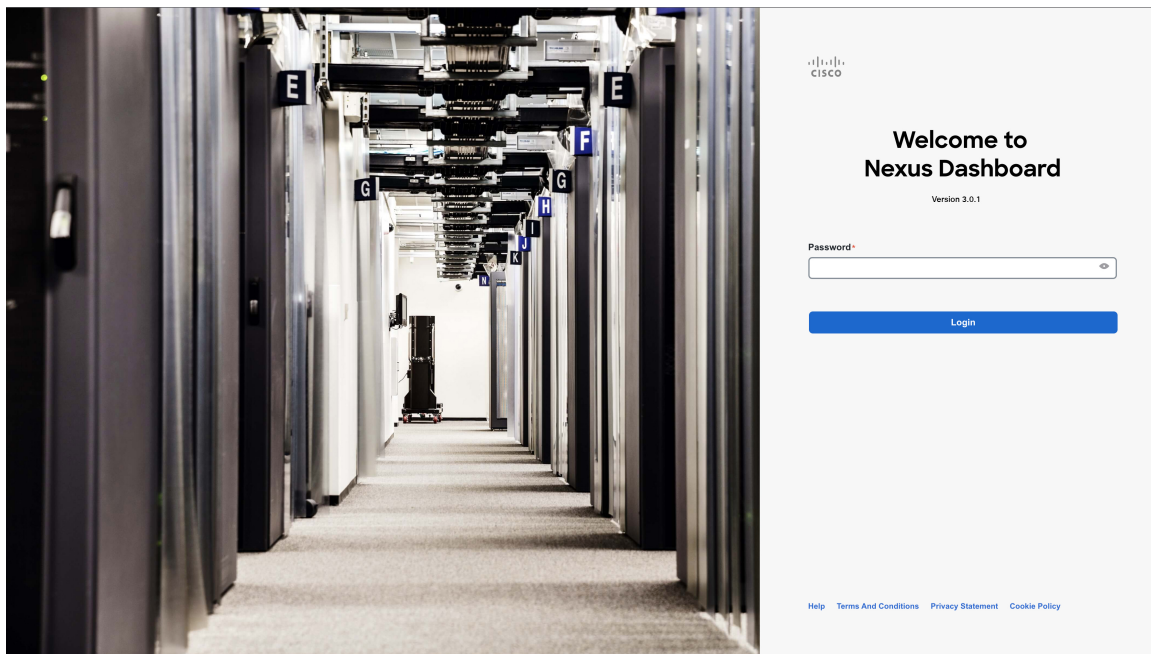 E
E
F
G
G
H
I
J
K
N
CISCO
Welcome to
Nexus Dashboard
Version 3.0.1
Password*
Login
Help Terms And Conditions Privacy Statement Cookie Policy